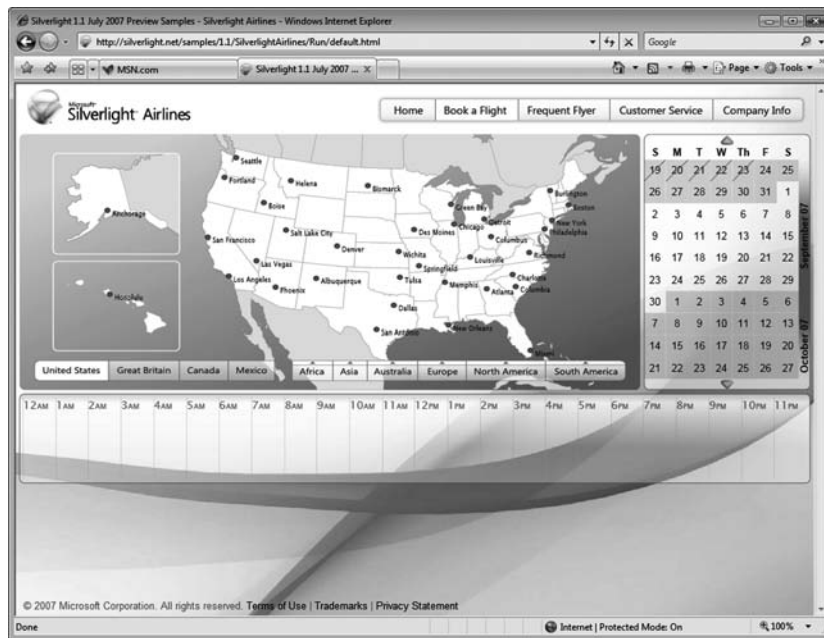 Silverlight 1.1 July 2007 Preview Samples - Silverlight Airlines - Windows Internet Explorer
http://silverlight.net/samples/1.1/SilverlightAirlines/Run/default.html
Google
MSN.com
Silverlight 1.1 July 2007 ...
Page
Tools
Microsoft
Silverlight Airlines
Home
Book a Flight
Frequent Flyer
Customer Service
Company Info
Seattle
Portland
Helena
Bismarck
Boise
Green Bay
Burlington
Boston
Anchorage
San Francisco
Salt Lake City
Des Moines
Chicago
Detroit
New York
Philadelphia
Denver
Columbus
Las Vegas
Wichita
Louisville
Richmond
Springfield
Los Angeles
Phoenix
Albuquerque
Tulsa
Memphis
Atlanta
Charlotte
Columbia
Honolulu
Dallas
San Antonio
New Orleans
Miami
United States
Great Britain
Canada
Mexico
Africa
Asia
Australia
Europe
North America
South America
S M T W Th F S
19 20 21 22 23 24 25
26 27 28 29 30 31 1
2 3 4 5 6 7 8
9 10 11 12 13 14 15
16 17 18 19 20 21 22
23 24 25 26 27 28 29
30 1 2 3 4 5 6
7 8 9 10 11 12 13
14 15 16 17 18 19 20
21 22 23 24 25 26 27
September 07
October 07
12AM 1AM 2AM 3AM 4AM 5AM 6AM 7AM 8AM 9AM 10AM 11AM 12PM 1PM 2PM 3PM 4PM 5PM 6PM 7PM 8PM 9PM 10PM 11PM
© 2007 Microsoft Corporation. All rights reserved. Terms of Use | Trademarks | Privacy Statement
Done
Internet | Protected Mode: On
100%